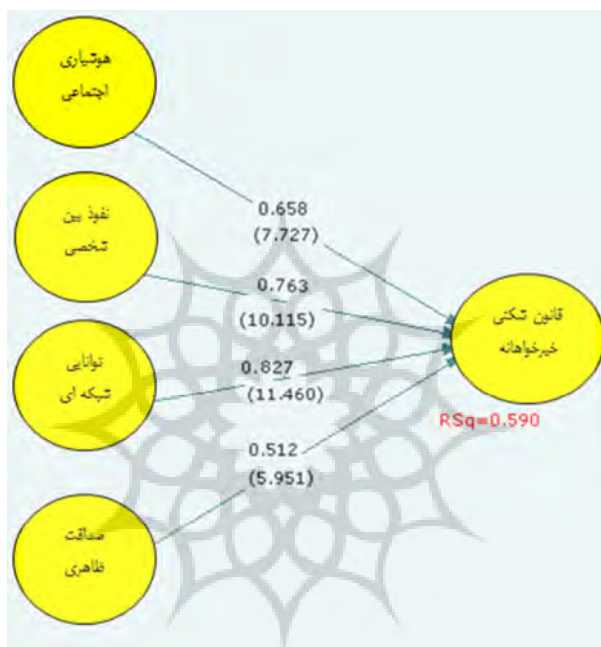 هوشیاری
اجتماعی
0.658
(7.727)
نفوذ بین
شخصی
0.763
(10.115)
قانون شکنی
خیرخواهانه
توانایی
شبکه ای
0.827
(11.460)
RSq=0.590
0.512
(5.951)
صداقت
ظاهری